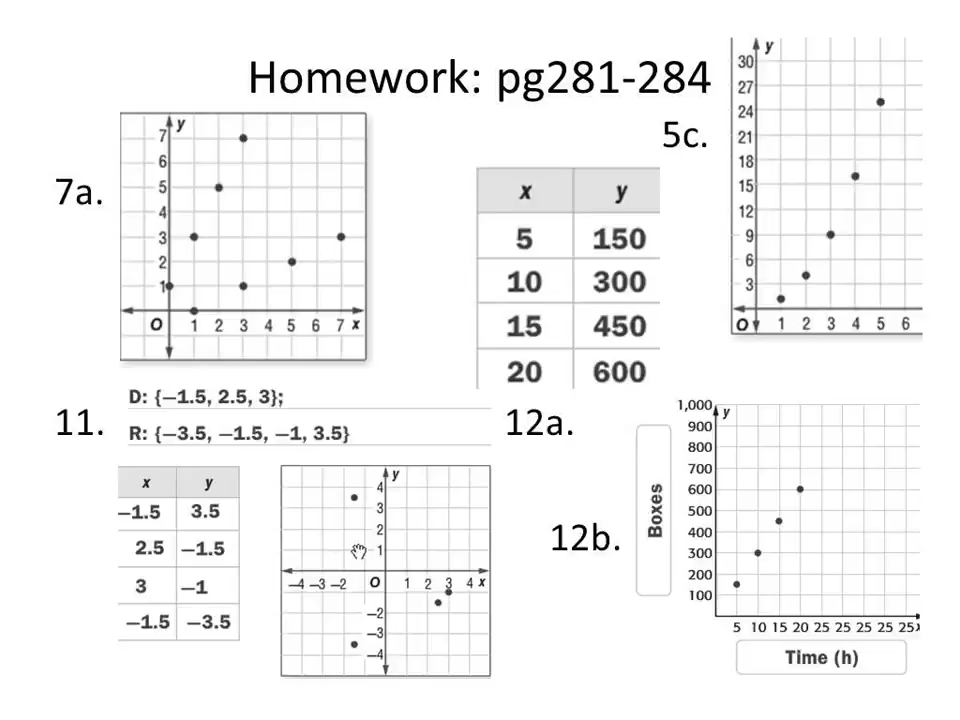 Homework: pg281-284
7a.
y
7
6
5
4
3
2
1
O 1 2 3 4 5 6 7 x
x y
5 150
10 300
15 450
20 600
5c.
y
30
27
24
21
18
15
12
9
6
3
O 1 2 3 4 5 6
11.
D: {−1.5, 2.5, 3};
R: {−3.5, −1.5, −1, 3.5}
x y
−1.5 3.5
2.5 −1.5
3 −1
−1.5 −3.5
y
4
3
2
1
−4 −3 −2 O 1 2 3 4 x
−2
−3
−4
12a.
12b.
Boxes
1,000 y
900
800
700
600
500
400
300
200
100
5 10 15 20 25 25 25 25 25 x
Time (h)